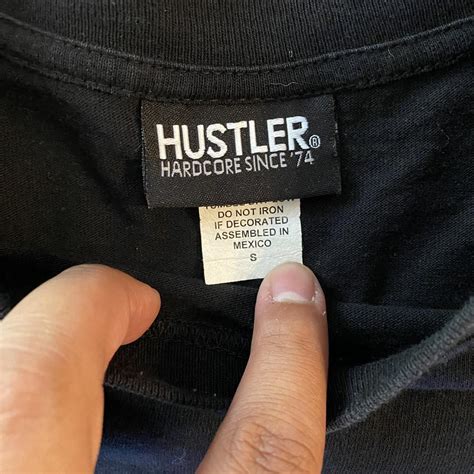 HUSTLER®
HARDCORE SINCE '74
DO NOT IRON
IF DECORATED
ASSEMBLED IN
MEXICO
S